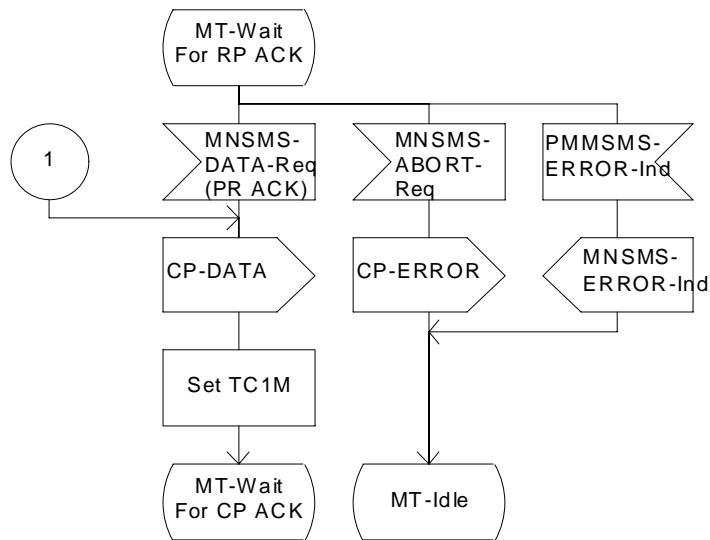 MT-Wait
For RP ACK
1
MNSMS-
DATA-Req
(PR ACK)
MNSMS-
ABORT-
Req
PMMSMS-
ERROR-Ind
CP-DATA
CP-ERROR
MNSMS-
ERROR-Ind
Set TC1M
MT-Wait
For CP ACK
MT-Idle